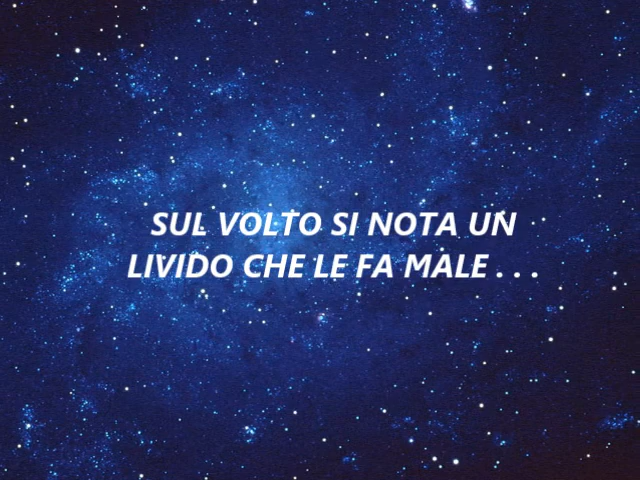 SUL VOLTO SI NOTA UN
LIVIDO CHE LE FA MALE . . .